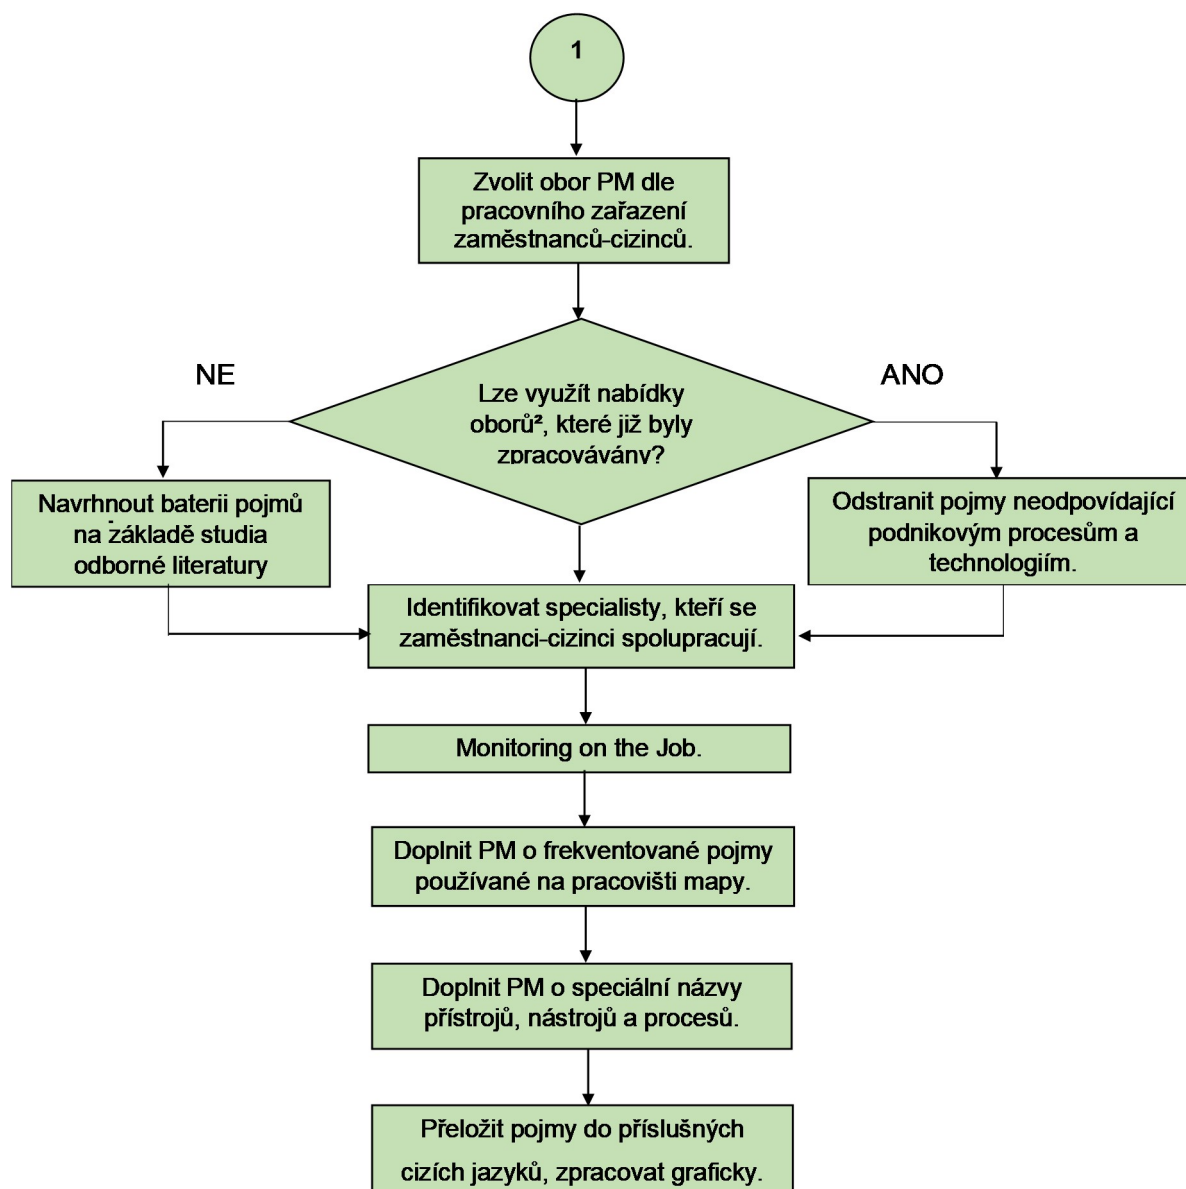 1
Zvolit obor PM dle
pracovního zařazení
zaměstnanců-cizinců.
NE
ANO
Lze využít nabídky
oborů², které již byly
zpracovávány?
Navrhnout baterii pojmů
na základě studia
odborné literatury
Odstranit pojmy neodpovídající
podnikovým procesům a
technologiím.
Identifikovat specialisty, kteří se
zaměstnanci-cizinci spolupracují.
Monitoring on the Job.
Doplnit PM o frekventované pojmy
používané na pracovišti mapy.
Doplnit PM o speciální názvy
přístrojů, nástrojů a procesů.
Přeložit pojmy do příslušných
cizích jazyků, zpracovat graficky.